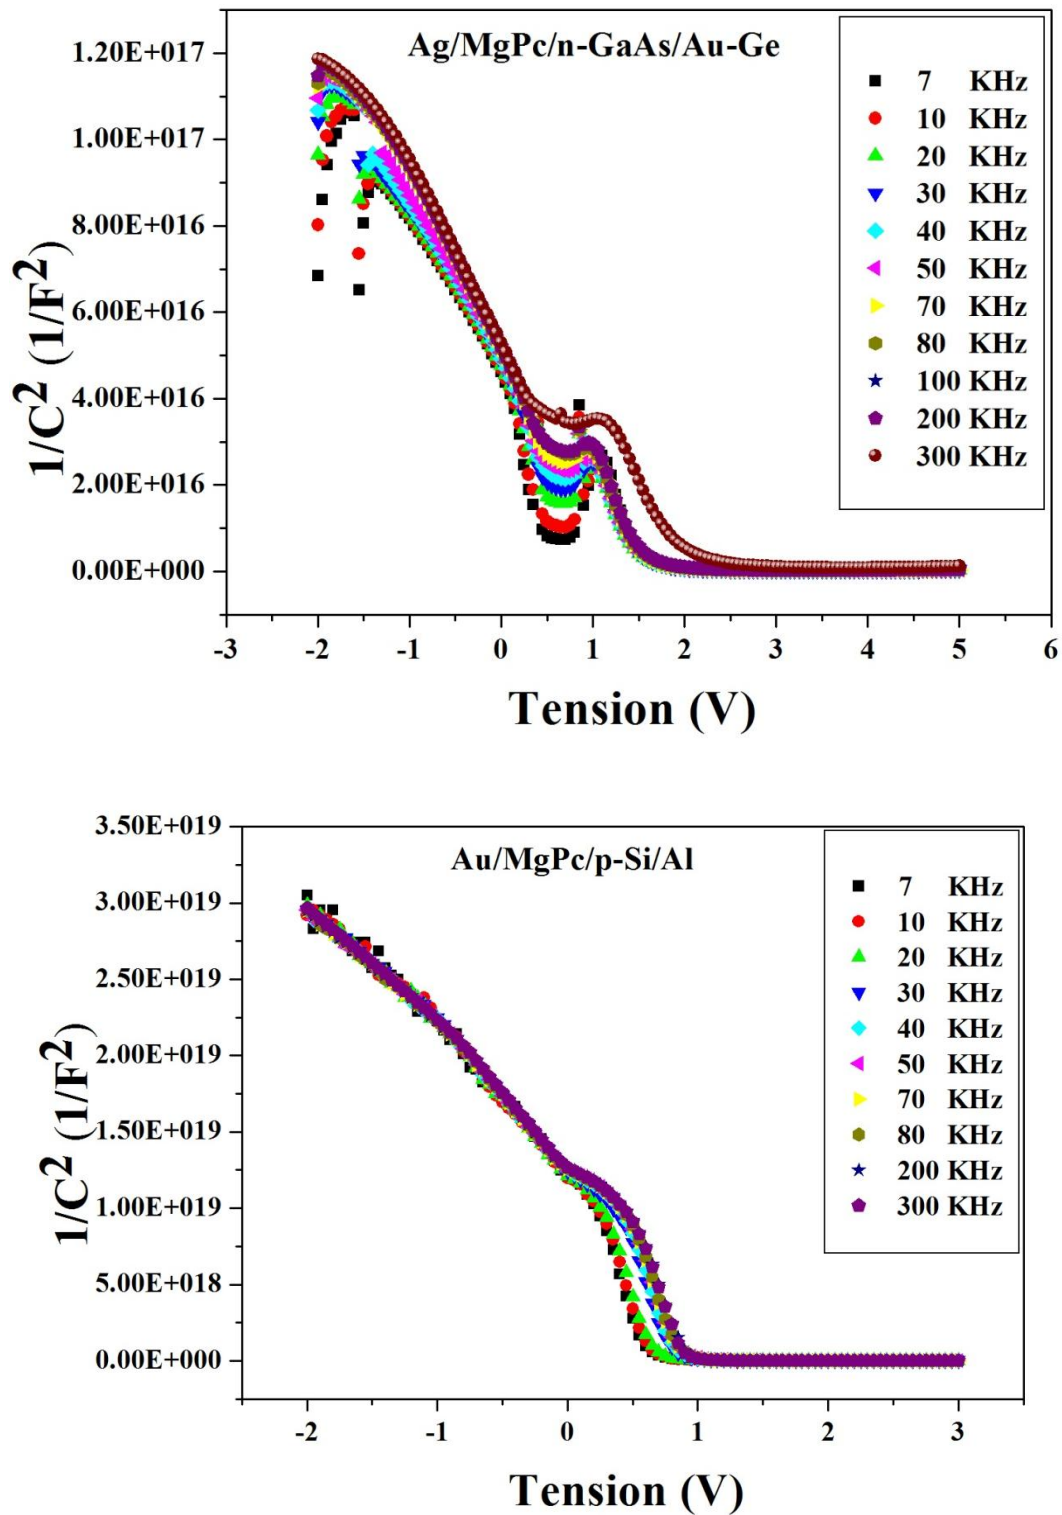 Ag/MgPc/n-GaAs/Au-Ge
1/C² (1/F²)
1.20E+017
1.00E+017
8.00E+016
6.00E+016
4.00E+016
2.00E+016
0.00E+000
-3 -2 -1 0 1 2 3 4 5 6
Tension (V)
7 KHz
10 KHz
20 KHz
30 KHz
40 KHz
50 KHz
70 KHz
80 KHz
100 KHz
200 KHz
300 KHz
Au/MgPc/p-Si/Al
1/C² (1/F²)
3.50E+019
3.00E+019
2.50E+019
2.00E+019
1.50E+019
1.00E+019
5.00E+018
0.00E+000
-2 -1 0 1 2 3
Tension (V)
7 KHz
10 KHz
20 KHz
30 KHz
40 KHz
50 KHz
70 KHz
80 KHz
200 KHz
300 KHz